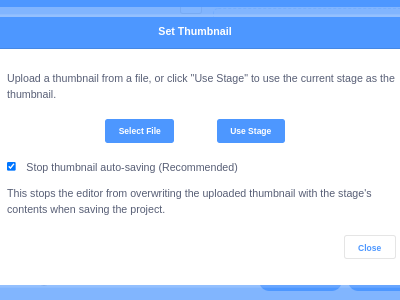 Set Thumbnail
Upload a thumbnail from a file, or click "Use Stage" to use the current stage as the
thumbnail.
Select File
Use Stage
Stop thumbnail auto-saving (Recommended)
This stops the editor from overwriting the uploaded thumbnail with the stage's
contents when saving the project.
Close